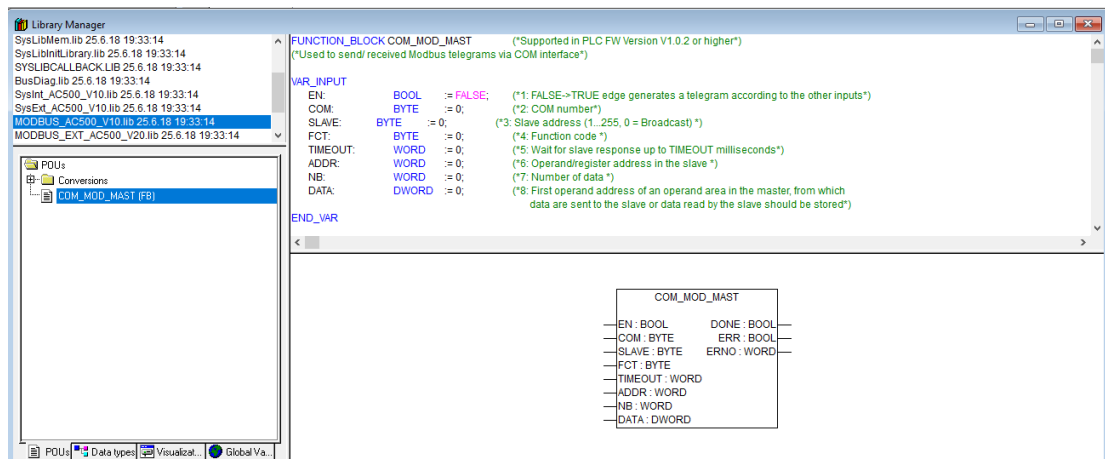 Library Manager
SysLibMem.lib 25.6.18 19:33:14
SysLibInitLibrary.lib 25.6.18 19:33:14
SYSLIBCALLBACK.LIB 25.6.18 19:33:14
BusDiag.lib 25.6.18 19:33:14
SysInt_AC500_V10.lib 25.6.18 19:33:14
SysExt_AC500_V10.lib 25.6.18 19:33:14
MODBUS_AC500_V10.lib 25.6.18 19:33:14
MODBUS_EXT_AC500_V20.lib 25.6.18 19:33:14
POUs
Conversions
COM_MOD_MAST (FB)
POUs Data types Visualizat... Global Va...
FUNCTION_BLOCK COM_MOD_MAST (*Supported in PLC FW Version V1.0.2 or higher*)
(*Used to send/ received Modbus telegrams via COM interface*)
VAR_INPUT
EN: BOOL := FALSE; (*1: FALSE->TRUE edge generates a telegram according to the other inputs*)
COM: BYTE := 0; (*2: COM number*)
SLAVE: BYTE := 0; (*3: Slave address (1...255, 0 = Broadcast) *)
FCT: BYTE := 0; (*4: Function code *)
TIMEOUT: WORD := 0; (*5: Wait for slave response up to TIMEOUT milliseconds*)
ADDR: WORD := 0; (*6: Operand/register address in the slave *)
NB: WORD := 0; (*7: Number of data *)
DATA: DWORD := 0; (*8: First operand address of an operand area in the master, from which
data are sent to the slave or data read by the slave should be stored*)
END_VAR
COM_MOD_MAST
EN : BOOL DONE : BOOL
COM : BYTE ERR : BOOL
SLAVE : BYTE ERNO : WORD
FCT : BYTE
TIMEOUT : WORD
ADDR : WORD
NB : WORD
DATA : DWORD